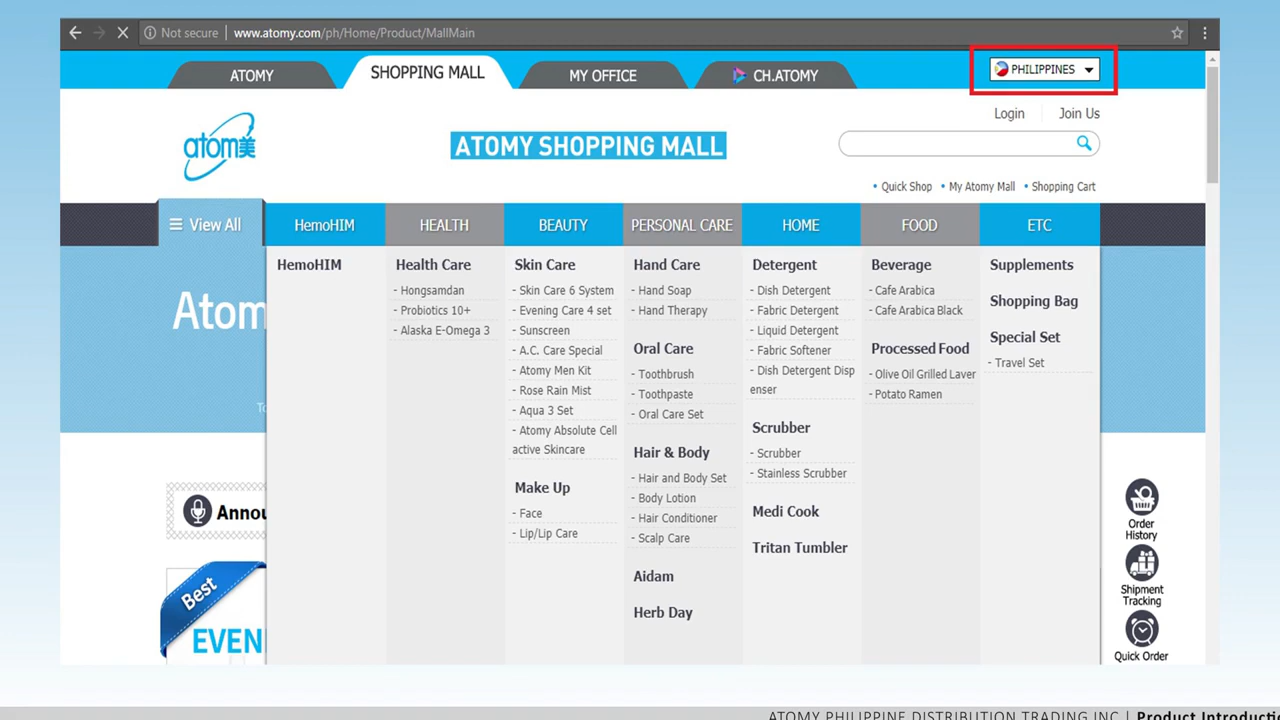 Not secure | www.atomy.com/ph/Home/Product/MallMain
ATOMY
SHOPPING MALL
MY OFFICE
CH.ATOMY
PHILIPPINES
Login
Join Us
atom美
ATOMY SHOPPING MALL
• Quick Shop • My Atomy Mall • Shopping Cart
View All
HemoHIM
HEALTH
BEAUTY
PERSONAL CARE
HOME
FOOD
ETC
HemoHIM
Health Care
- Hongsamdan
- Probiotics 10+
- Alaska E-Omega 3
Skin Care
- Skin Care 6 System
- Evening Care 4 set
- Sunscreen
- A.C. Care Special
- Atomy Men Kit
- Rose Rain Mist
- Aqua 3 Set
- Atomy Absolute Cell
active Skincare
Make Up
- Face
- Lip/Lip Care
Hand Care
- Hand Soap
- Hand Therapy
Oral Care
- Toothbrush
- Toothpaste
- Oral Care Set
Hair & Body
- Hair and Body Set
- Body Lotion
- Hair Conditioner
- Scalp Care
Aidam
Herb Day
Detergent
- Dish Detergent
- Fabric Detergent
- Liquid Detergent
- Fabric Softener
- Dish Detergent Disp
enser
Scrubber
- Scrubber
- Stainless Scrubber
Medi Cook
Tritan Tumbler
Beverage
- Cafe Arabica
- Cafe Arabica Black
Processed Food
- Olive Oil Grilled Laver
- Potato Ramen
Supplements
Shopping Bag
Special Set
- Travel Set
Atom
To
Annou
Best
EVEN
Order
History
Shipment
Tracking
Quick Order
ATOMY PHILIPPINE DISTRIBUTION TRADING INC | Product Introducti